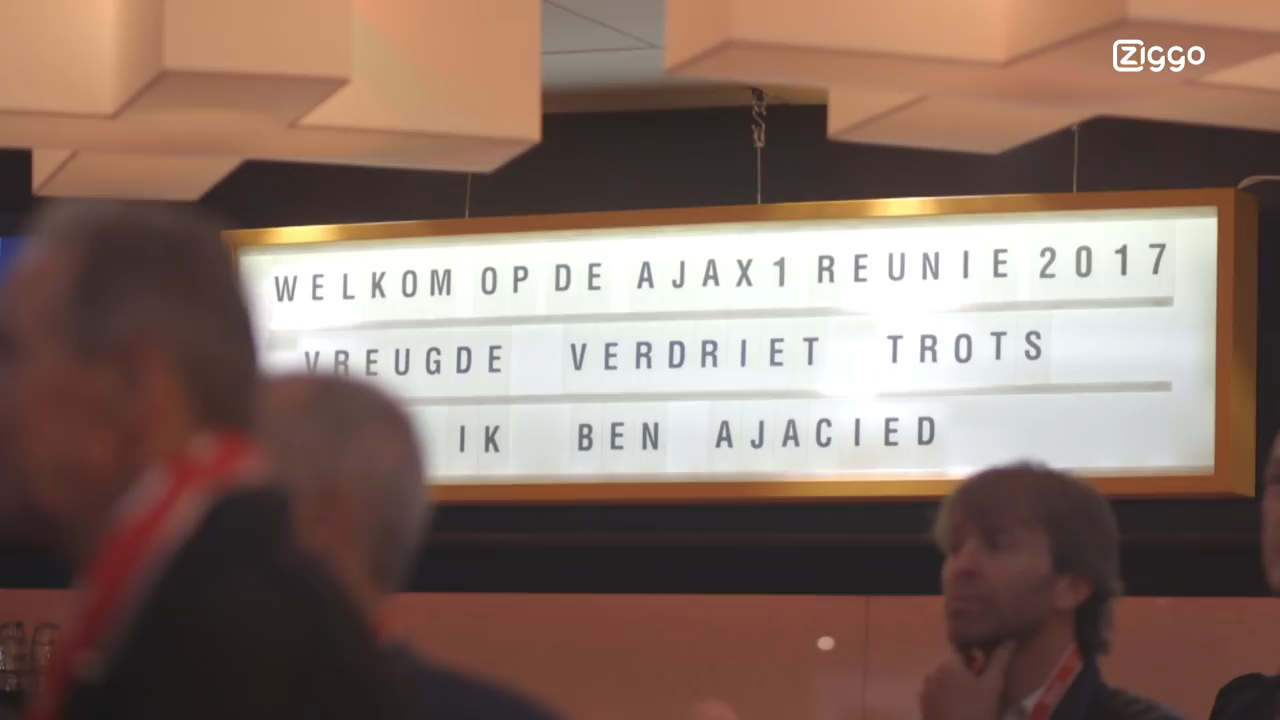 Ziggo
WELKOM OP DE AJAX1 REUNIE 2017
VREUGDE VERDRIET TROTS
IK BEN AJACIED